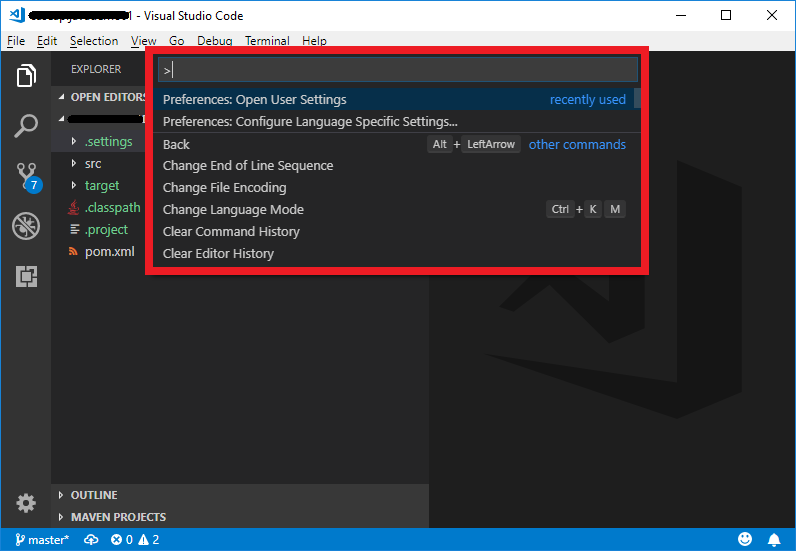 - Visual Studio Code
File Edit Selection View Go Debug Terminal Help
EXPLORER
>
OPEN EDITORS
Preferences: Open User Settings recently used
Preferences: Configure Language Specific Settings...
.settings
Back Alt + LeftArrow other commands
src
Change End of Line Sequence
target
Change File Encoding
7
.classpath
Change Language Mode Ctrl + K M
.project
Clear Command History
pom.xml
Clear Editor History
OUTLINE
MAVEN PROJECTS
master* 0 2